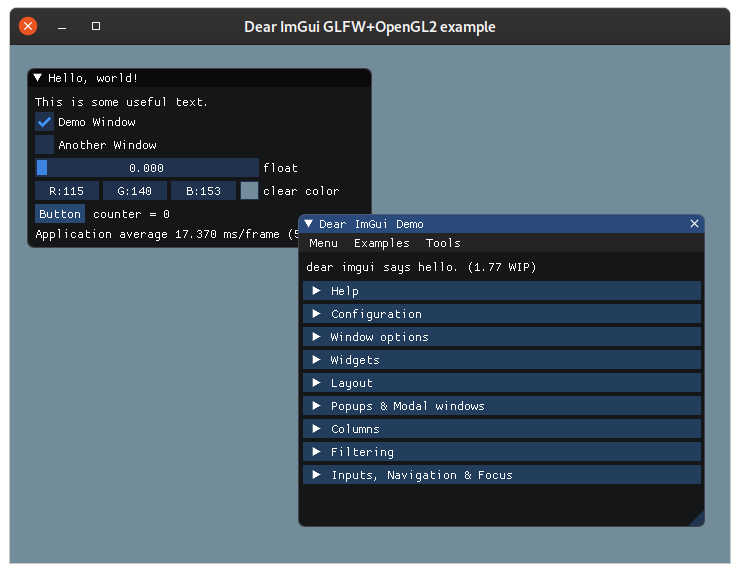 Dear ImGui GLFW+OpenGL2 example
Hello, world!
This is some useful text.
Demo Window
Another Window
0.000 float
R:115 G:140 B:153 clear color
Button counter = 0
Application average 17.370 ms/frame
Dear ImGui Demo
Menu Examples Tools
dear imgui says hello. (1.77 WIP)
Help
Configuration
Window options
Widgets
Layout
Popups & Modal windows
Columns
Filtering
Inputs, Navigation & Focus